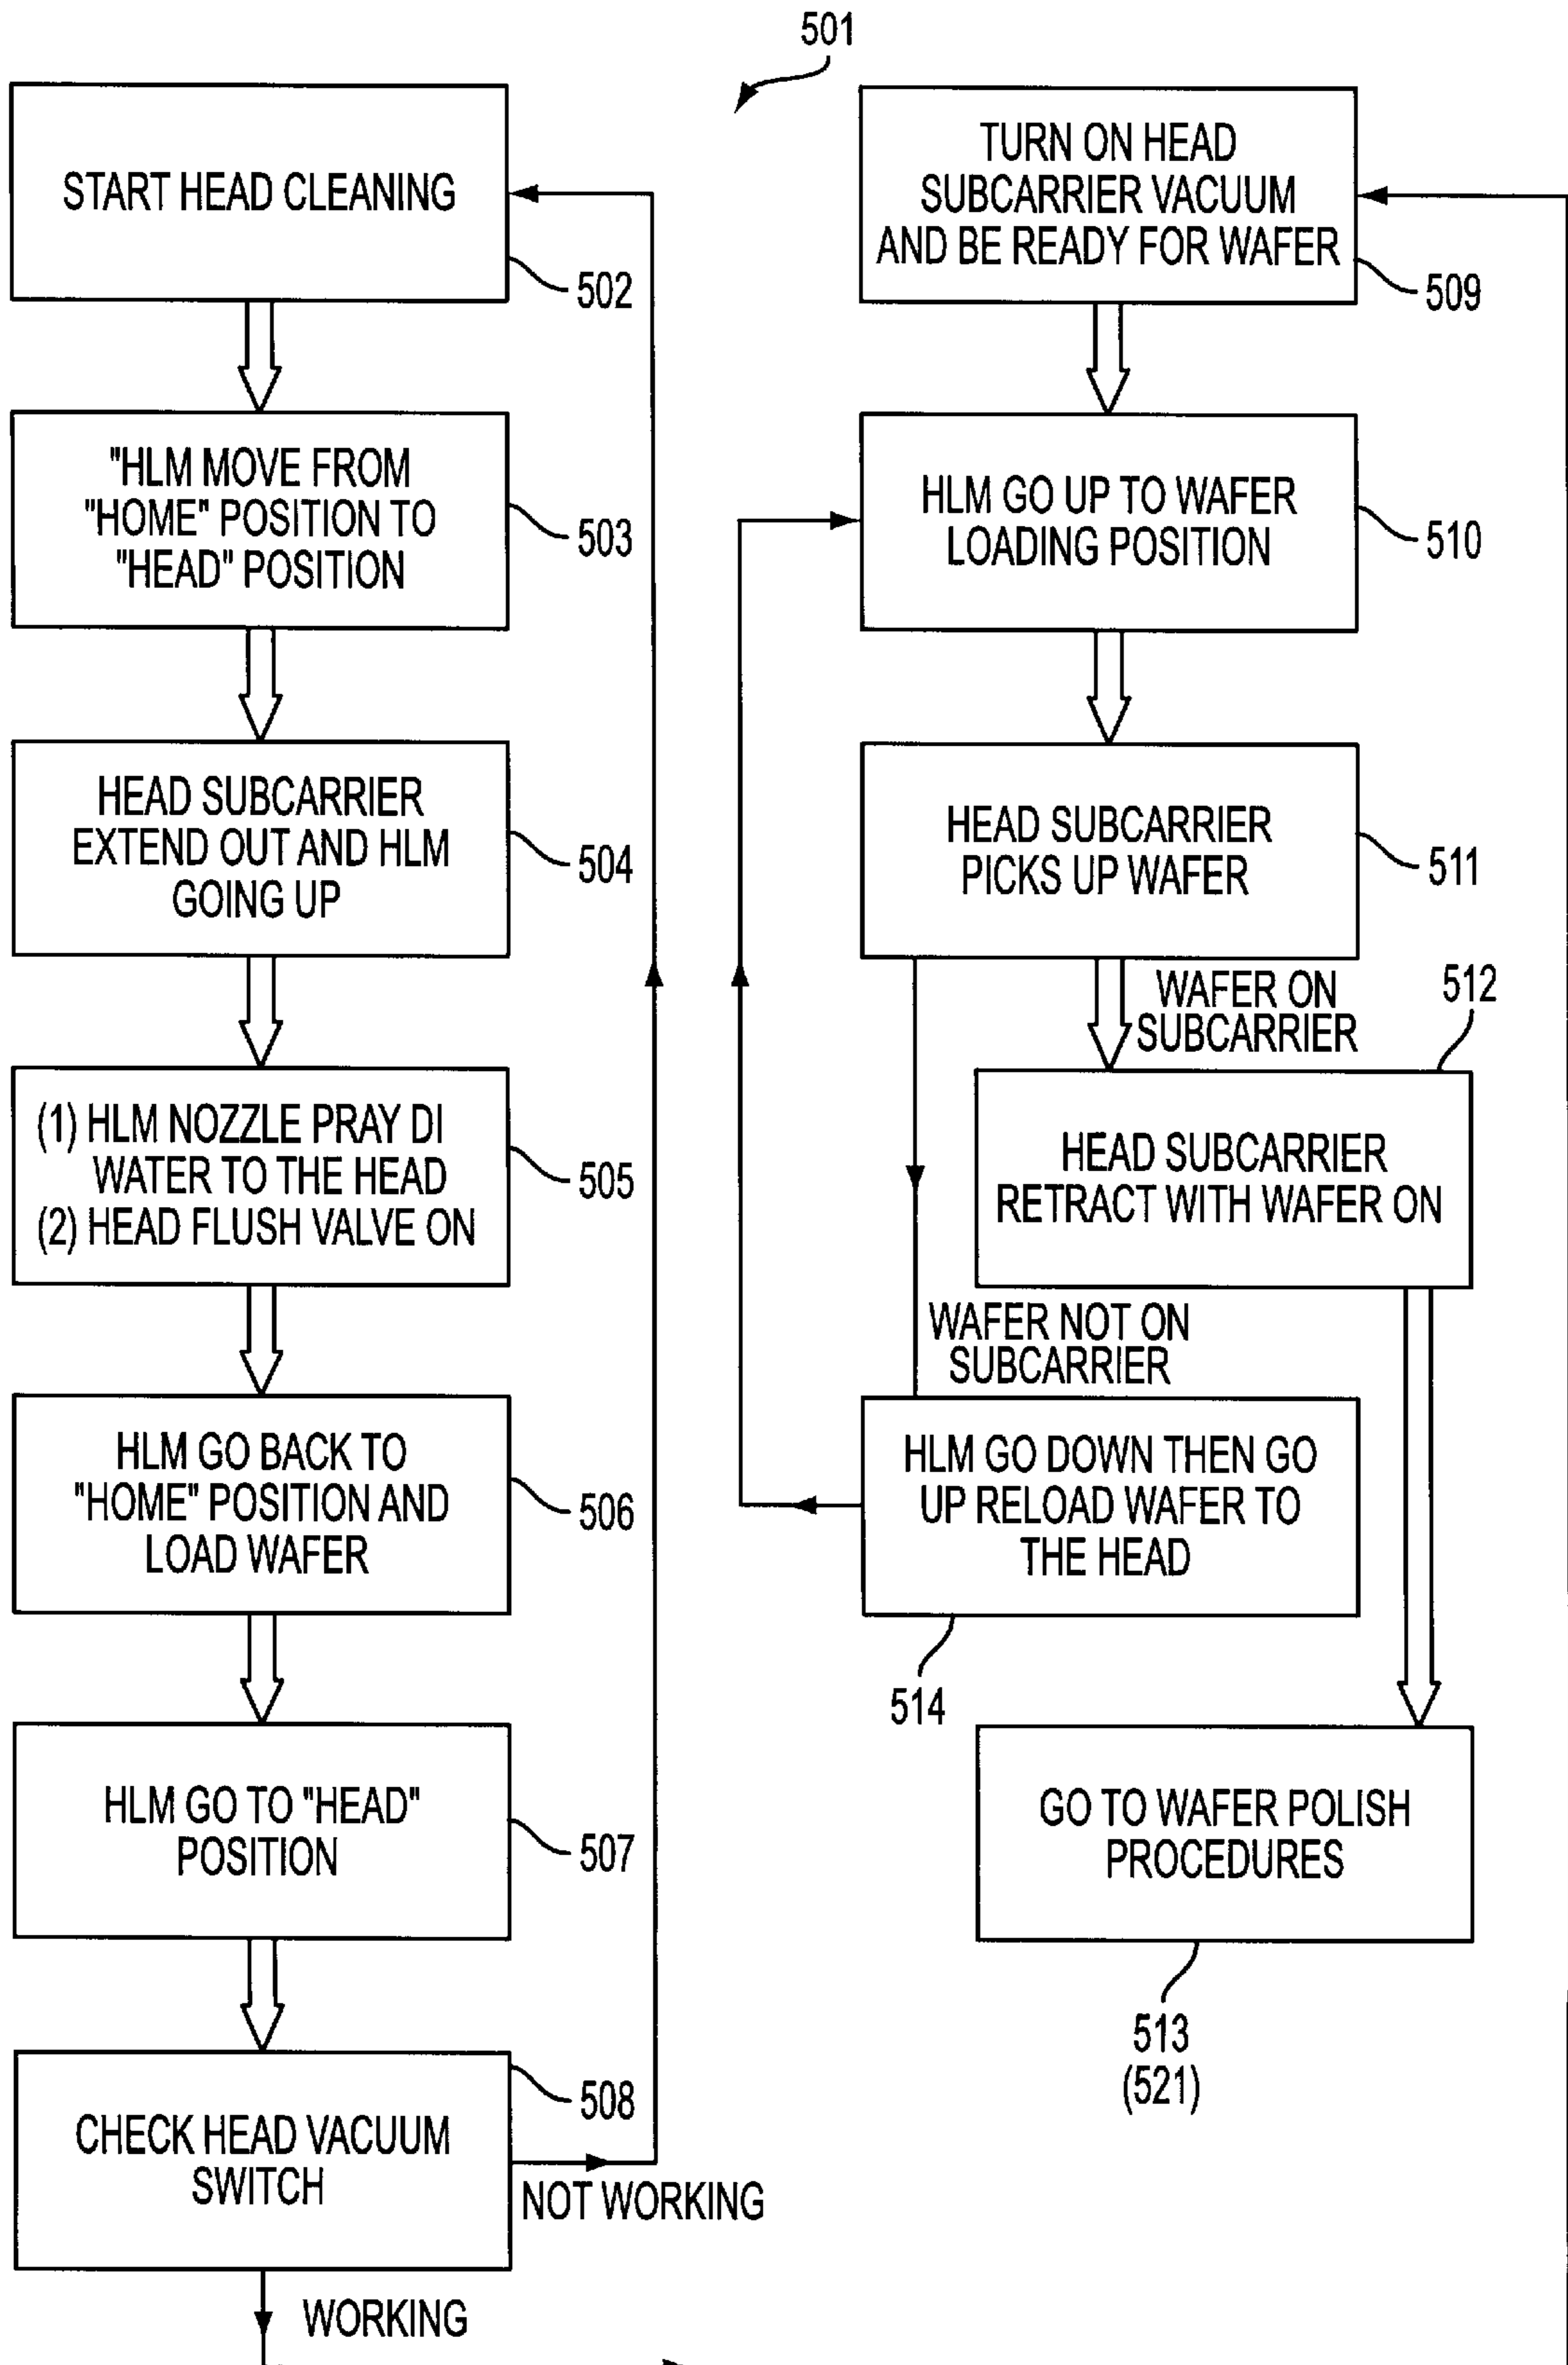 501
START HEAD CLEANING
502
"HLM MOVE FROM
"HOME" POSITION TO
"HEAD" POSITION
503
HEAD SUBCARRIER
EXTEND OUT AND HLM
GOING UP
504
(1) HLM NOZZLE PRAY DI
WATER TO THE HEAD
(2) HEAD FLUSH VALVE ON
505
HLM GO BACK TO
"HOME" POSITION AND
LOAD WAFER
506
HLM GO TO "HEAD"
POSITION
507
CHECK HEAD VACUUM
SWITCH
508
NOT WORKING
WORKING
TURN ON HEAD
SUBCARRIER VACUUM
AND BE READY FOR WAFER
509
HLM GO UP TO WAFER
LOADING POSITION
510
HEAD SUBCARRIER
PICKS UP WAFER
511
WAFER ON
SUBCARRIER
512
HEAD SUBCARRIER
RETRACT WITH WAFER ON
WAFER NOT ON
SUBCARRIER
HLM GO DOWN THEN GO
UP RELOAD WAFER TO
THE HEAD
514
GO TO WAFER POLISH
PROCEDURES
513
(521)